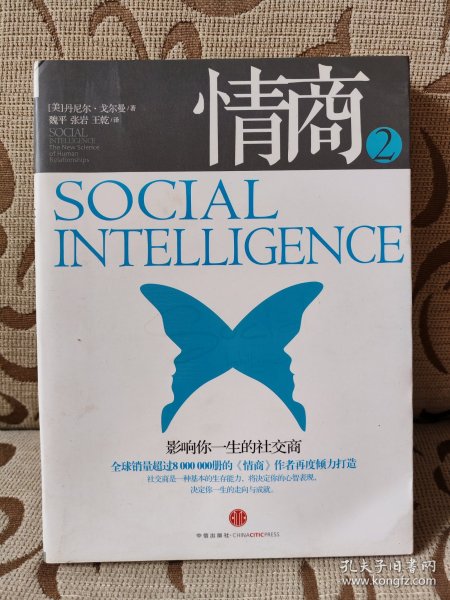 [美]丹尼尔·戈尔曼/著
魏平 张岩 王乾/译
SOCIAL
INTELLIGENCE
The New Science
of Human
Relationships
情商2
SOCIAL
INTELLIGENCE
影响你一生的社交商
全球销量超过8 000 000册的《情商》作者再度倾力打造
社交商是一种基本的生存能力，将决定你的心智表现，
决定你一生的走向与成就。
中信出版社·CHINACITICPRESS
孔夫子旧书网
www.kongfz.com